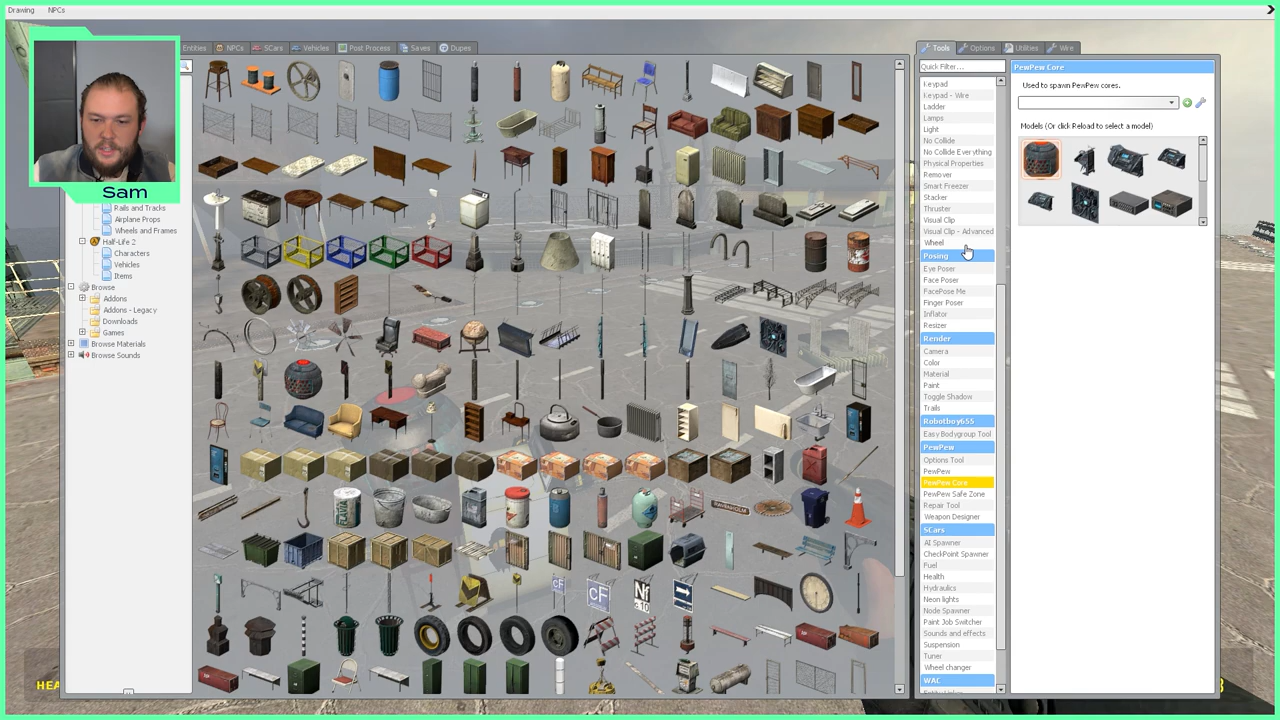 Drawing NPCs
Entities NPCs SCars Vehicles Post Process Saves Dupes
Tools Options Utilities Wire
Sam
Rails and Tracks
Airplane Props
Wheels and Frames
Half-Life 2
Characters
Vehicles
Items
Browse
Addons
Addons - Legacy
Downloads
Games
Browse Materials
Browse Sounds
Quick Filter...
Keypad
Keypad - Wire
Ladder
Lamps
Light
No Collide
No Collide Everything
Physical Properties
Remover
Smart Freezer
Stacker
Thruster
Visual Clip
Visual Clip - Advanced
Wheel
Posing
Eye Poser
Face Poser
FacePose Me
Finger Poser
Inflator
Resizer
Render
Camera
Color
Material
Paint
Toggle Shadow
Trails
Robotboy655
Easy Bodygroup Tool
PewPew
Options Tool
PewPew
PewPew Core
PewPew Safe Zone
Repair Tool
Weapon Designer
SCars
AI Spawner
CheckPoint Spawner
Fuel
Health
Hydraulics
Neon lights
Node Spawner
Paint Job Switcher
Sounds and effects
Suspension
Tuner
Wheel changer
WAC
PewPew Core
Used to spawn PewPew cores.
Models (Or click Reload to select a model)
CF
CF
Nf
HEA